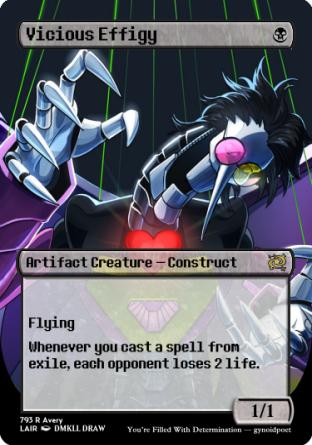 Vicious Effigy
Artifact Creature – Construct
Flying
Whenever you cast a spell from
exile, each opponent loses 2 life.
1/1
793 R Avery
LAIR DMKLL DRAW
You're Filled With Determination — gynoidpoet